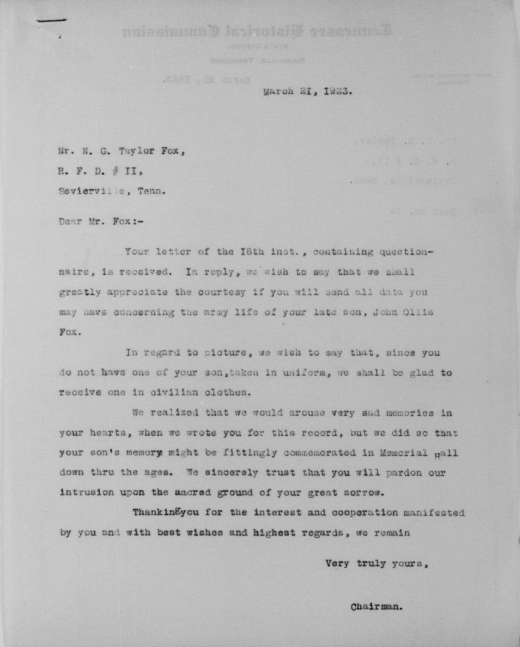 Tennessee Historical Commission
March 21, 1923.
Mr. N. G. Taylor Fox,
R. F. D. # II,
Sevierville, Tenn.
Dear Mr. Fox:-
Your letter of the I8th inst., containing question-
naire, is received. In reply, we wish to say that we shall
greatly appreciate the courtesy if you will send all data you
may have concerning the army life of your late son, John Ollis
Fox.
In regard to picture, we wish to say that, since you
do not have one of your son,taken in uniform, we shall be glad to
receive one in civilian clothes.
We realized that we would arouse very sad memories in
your hearts, when we wrote you for this record, but we did so that
your son's memory might be fittingly commemorated in Memorial Hall
down thru the ages. We sincerely trust that you will pardon our
intrusion upon the sacred ground of your great sorrow.
Thankingyou for the interest and cooperation manifested
by you and with best wishes and highest regards, we remain
Very truly yours,
Chairman.